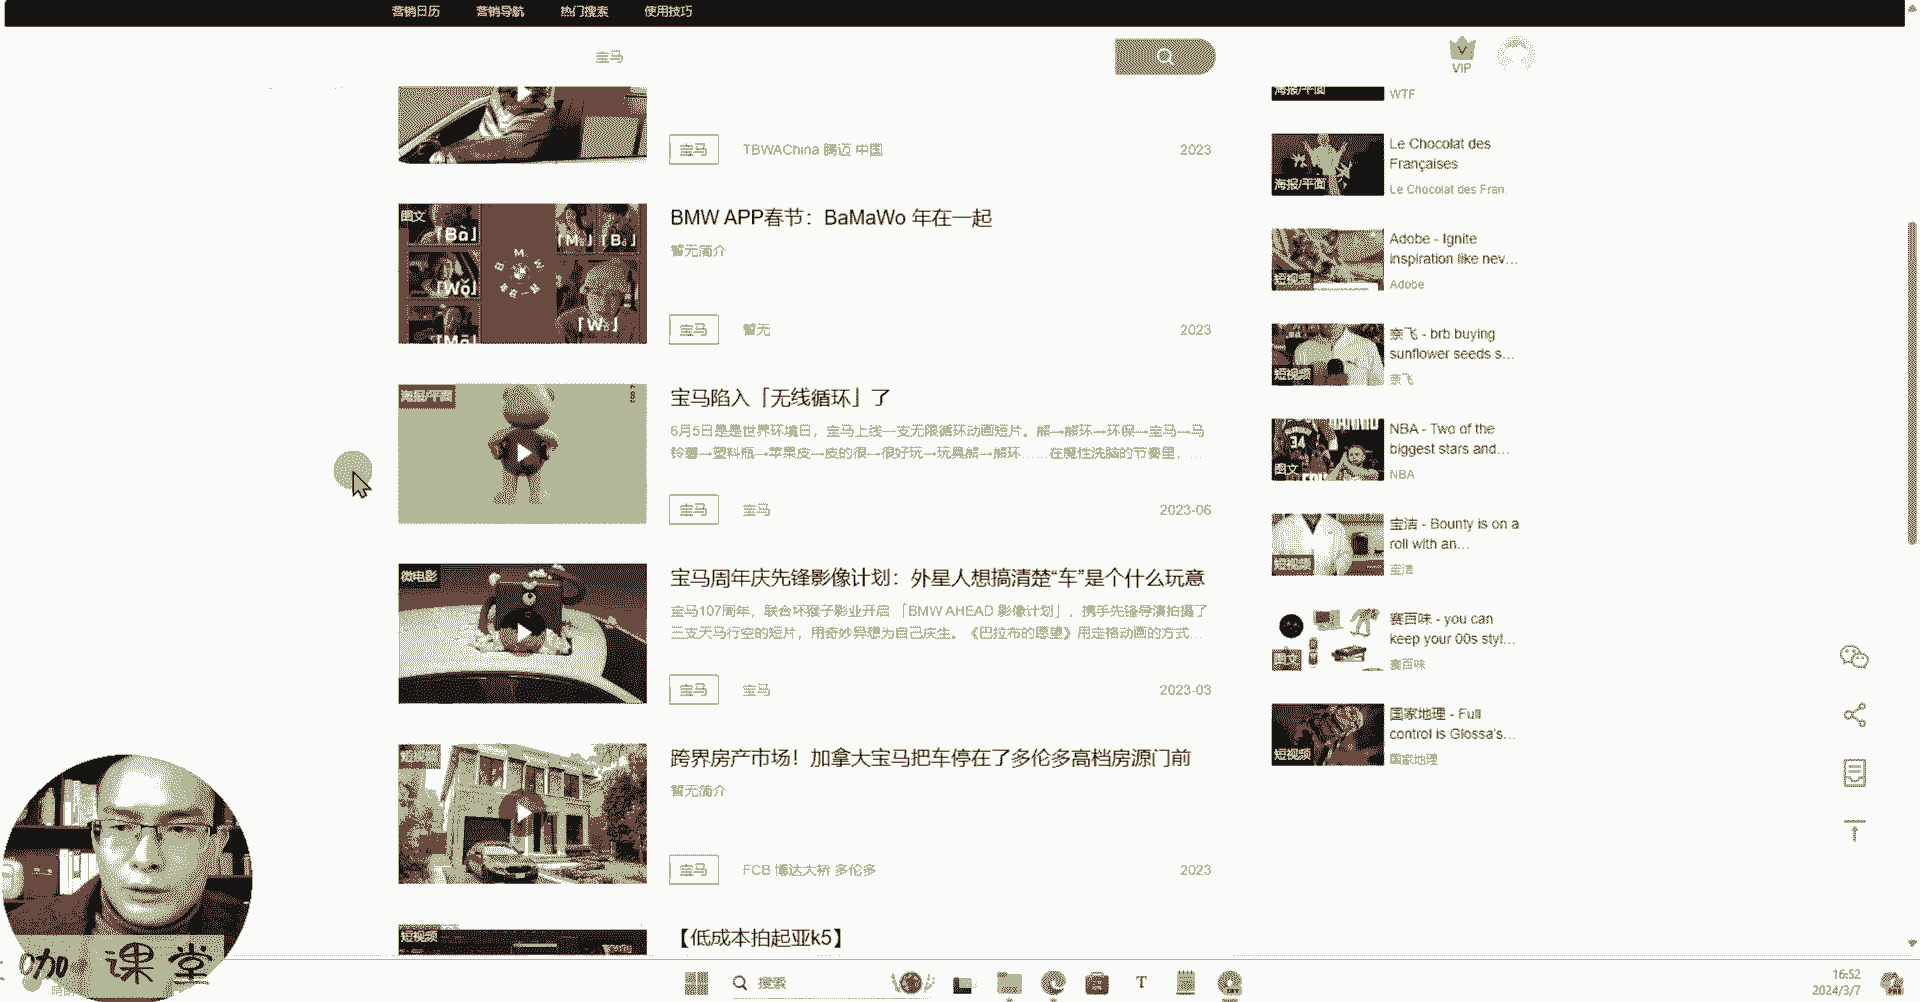 营销日历 营销导航 热门搜索 使用技巧
宝马
VIP
宝马 TBWAChina 腾迈 中国 2023
图文
「Bà」
「Wǒ」
BMW APP春节：BaMaWo 年在一起
暂无简介
宝马 暂无 2023
海报/平面
宝马陷入「无线循环」了
6月5日是是世界环境日，宝马上线一支无限循环动画短片。熊→熊环→环保→宝马→马
铃薯→塑料瓶→苹果皮→皮的很→很好玩→玩具熊→熊环……在魔性洗脑的节奏里，...
宝马 宝马 2023-06
微电影
宝马周年庆先锋影像计划：外星人想搞清楚“车”是个什么玩意
宝马107周年，联合坏猴子影业开启「BMW AHEAD 影像计划」，携手先锋导演拍摄了
三支天马行空的短片，用奇妙异想为自己庆生。《巴拉布的愿望》用定格动画的方式...
宝马 宝马 2023-03
短视频
跨界房产市场！加拿大宝马把车停在了多伦多高档房源门前
暂无简介
宝马 FCB 博达大桥 多伦多 2023
短视频
【低成本拍起亚k5】
海报/平面
WTF
海报/平面
Le Chocolat des
Françaises
Le Chocolat des Fran.
短视频
Adobe - Ignite
inspiration like nev...
Adobe
短视频
奈飞 - brb buying
sunflower seeds s...
奈飞
34
图文
NBA - Two of the
biggest stars and...
NBA
短视频
宝洁 - Bounty is on a
roll with an...
宝洁
图文
赛百味 - you can
keep your 00s styl...
赛百味
短视频
国家地理 - Full
control is Glossa's...
国家地理
咖 课堂
搜索
16:52
2024/3/7